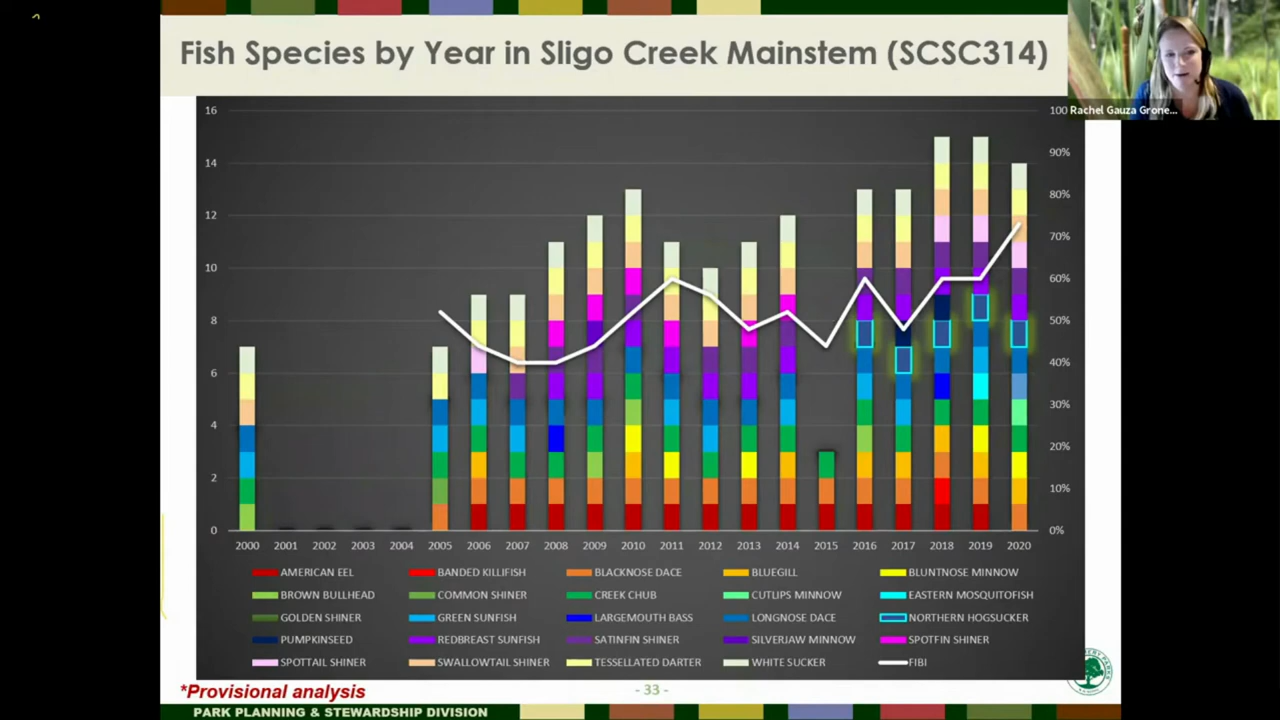 Fish Species by Year in Sligo Creek Mainstem (SCSC314)
Rachel Gauza Grone...
16 100
90%
14
80%
12
70%
10
60%
8 50%
40%
6
30%
4
20%
2
10%
0 0%
2000 2001 2002 2003 2004 2005 2006 2007 2008 2009 2010 2011 2012 2013 2014 2015 2016 2017 2018 2019 2020
AMERICAN EEL BANDED KILLIFISH BLACKNOSE DACE BLUEGILL BLUNTNOSE MINNOW
BROWN BULLHEAD COMMON SHINER CREEK CHUB CUTLIPS MINNOW EASTERN MOSQUITOFISH
GOLDEN SHINER GREEN SUNFISH LARGEMOUTH BASS LONGNOSE DACE NORTHERN HOGSUCKER
PUMPKINSEED REDBREAST SUNFISH SATINFIN SHINER SILVERJAW MINNOW SPOTFIN SHINER
SPOTTAIL SHINER SWALLOWTAIL SHINER TESSELLATED DARTER WHITE SUCKER FIBI
*Provisional analysis - 33 -
PARK PLANNING & STEWARDSHIP DIVISION